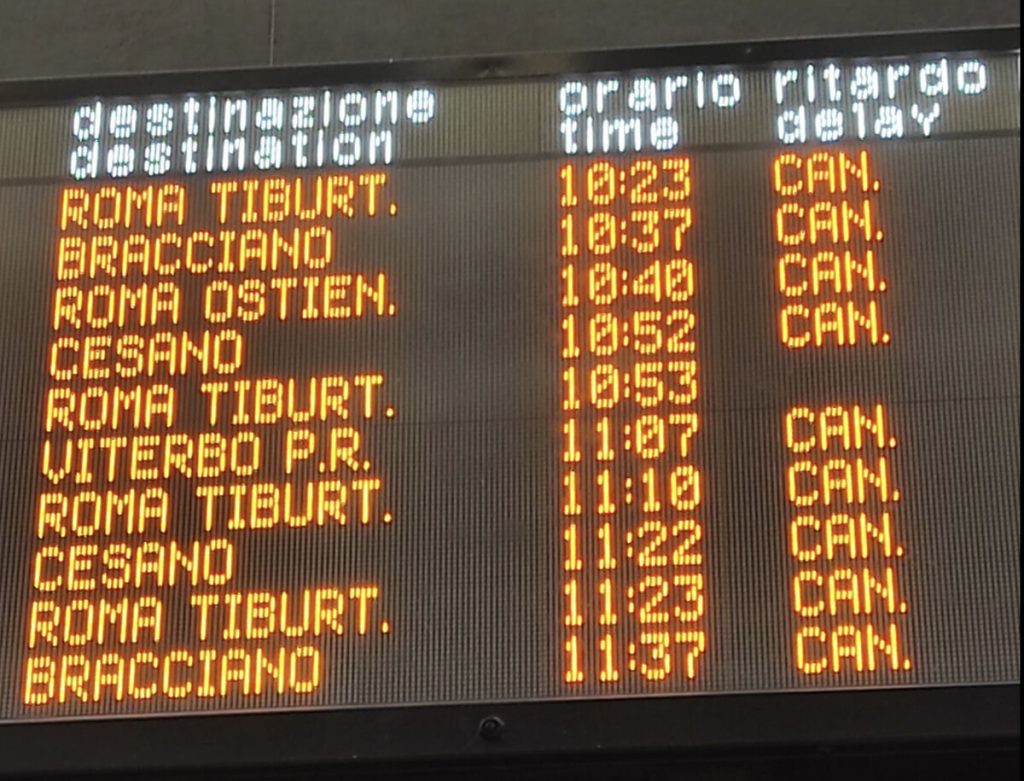 destinazione orario ritardo
destination time delay
ROMA TIBURT. 10:23 CAN.
BRACCIANO 10:37 CAN.
ROMA OSTIEN. 10:40 CAN.
CESANO 10:52 CAN.
ROMA TIBURT. 10:53
VITERBO P.R. 11:07 CAN.
ROMA TIBURT. 11:10 CAN.
CESANO 11:22 CAN.
ROMA TIBURT. 11:23 CAN.
BRACCIANO 11:37 CAN.